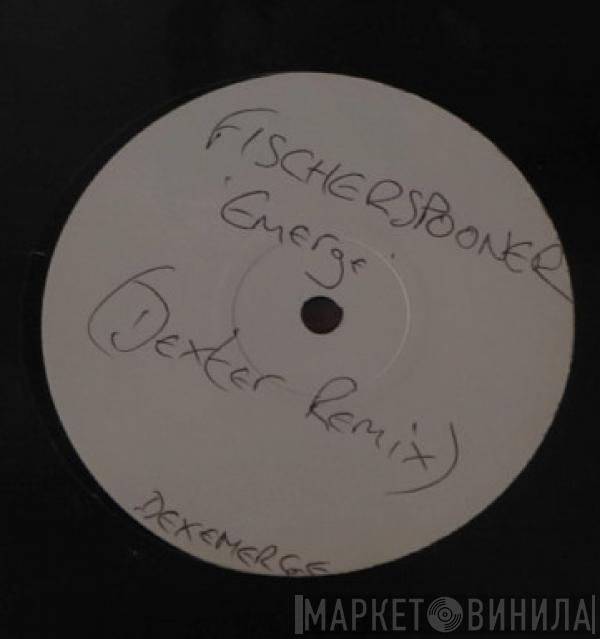 FISCHERSPOONER
'Emerge'
(Dexter Remix)
DEXEMERGE
МАРКЕТ ВИНИЛА